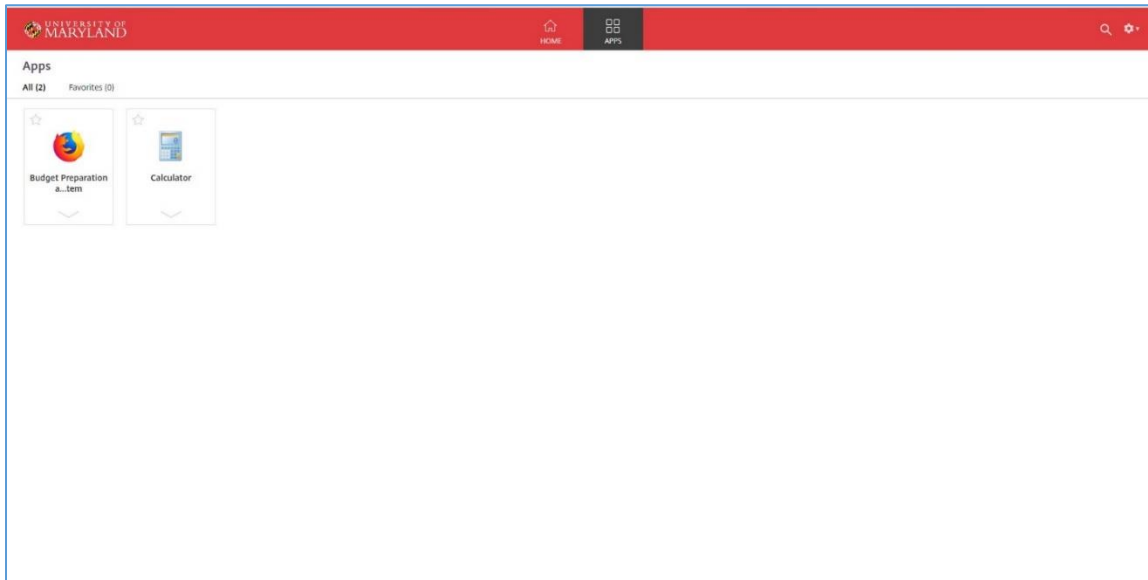 UNIVERSITY OF
MARYLAND
HOME
APPS
Apps
All (2) Favorites (0)
Budget Preparation
a...tem
Calculator